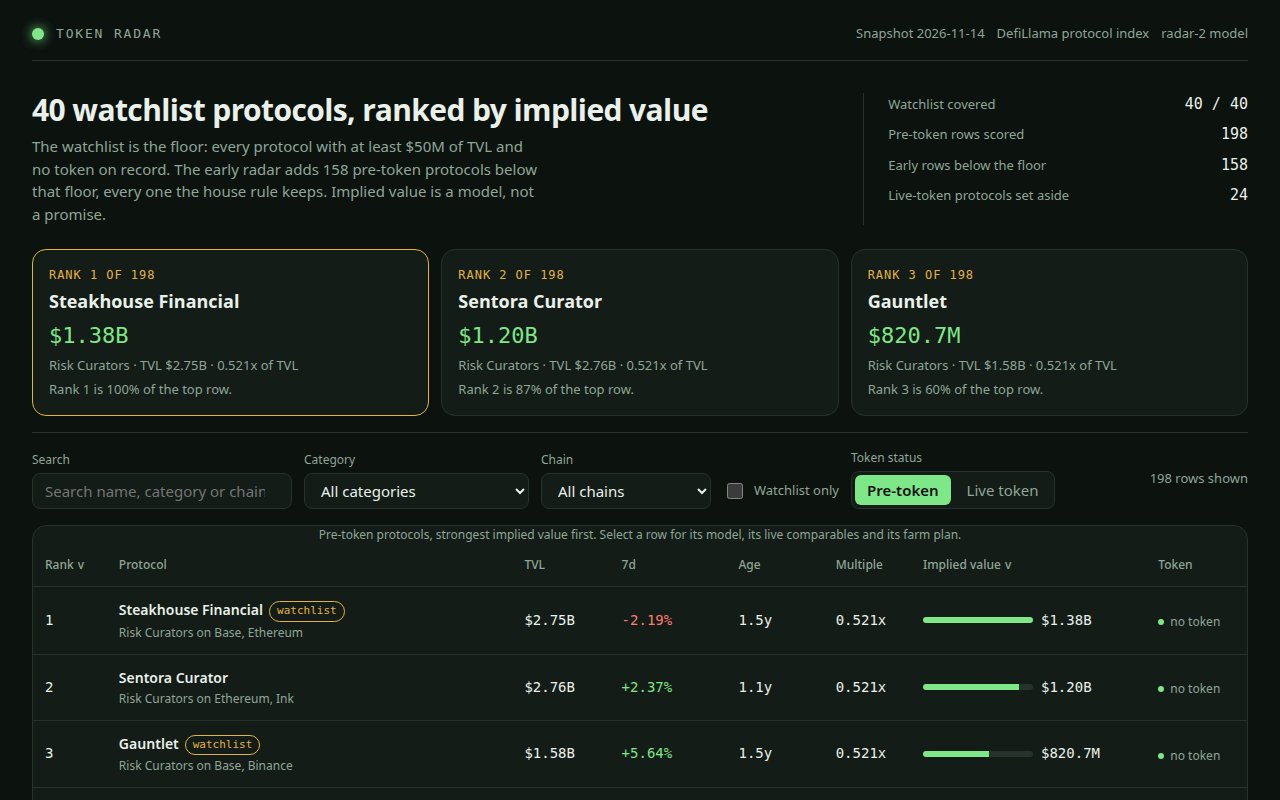 TOKEN RADAR
Snapshot 2026-11-14 DefiLlama protocol index radar-2 model
40 watchlist protocols, ranked by implied value
The watchlist is the floor: every protocol with at least $50M of TVL and
no token on record. The early radar adds 158 pre-token protocols below
that floor, every one the house rule keeps. Implied value is a model, not
a promise.
Watchlist covered 40 / 40
Pre-token rows scored 198
Early rows below the floor 158
Live-token protocols set aside 24
RANK 1 OF 198
Steakhouse Financial
$1.38B
Risk Curators · TVL $2.75B · 0.521x of TVL
Rank 1 is 100% of the top row.
RANK 2 OF 198
Sentora Curator
$1.20B
Risk Curators · TVL $2.76B · 0.521x of TVL
Rank 2 is 87% of the top row.
RANK 3 OF 198
Gauntlet
$820.7M
Risk Curators · TVL $1.58B · 0.521x of TVL
Rank 3 is 60% of the top row.
Search
Search name, category or chain
Category
All categories
Chain
All chains
Watchlist only
Token status
Pre-token Live token
198 rows shown
Pre-token protocols, strongest implied value first. Select a row for its model, its live comparables and its farm plan.
Rank v Protocol TVL 7d Age Multiple Implied value v Token
1 Steakhouse Financial watchlist $2.75B -2.19% 1.5y 0.521x $1.38B no token
Risk Curators on Base, Ethereum
2 Sentora Curator $2.76B +2.37% 1.1y 0.521x $1.20B no token
Risk Curators on Ethereum, Ink
3 Gauntlet watchlist $1.58B +5.64% 1.5y 0.521x $820.7M no token
Risk Curators on Base, Binance